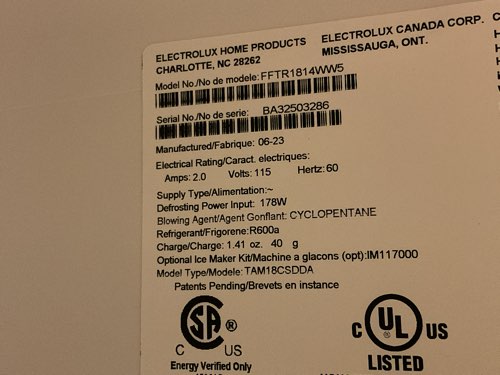 ELECTROLUX HOME PRODUCTS ELECTROLUX CANADA CORP.
CHARLOTTE, NC 28262 MISSISSAUGA, ONT.
Model No./No de modele:FFTR1814WW5
Serial No./No de serie: BA32503286
Manufactured/Fabrique: 06-23
Electrical Rating/Caract. electriques:
Amps: 2.0 Volts: 115 Hertz: 60
Supply Type/Alimentation:~
Defrosting Power Input: 178W
Blowing Agent/Agent Gonflant: CYCLOPENTANE
Refrigerant/Frigorene:R600a
Charge/Charge: 1.41 oz. 40 g
Optional Ice Maker Kit/Machine a glacons (opt):IM117000
Model Type/Modele: TAM18CSDDA
Patents Pending/Brevets en instance
SA ®
C US
Energy Verified Only
C UL ® US
LISTED